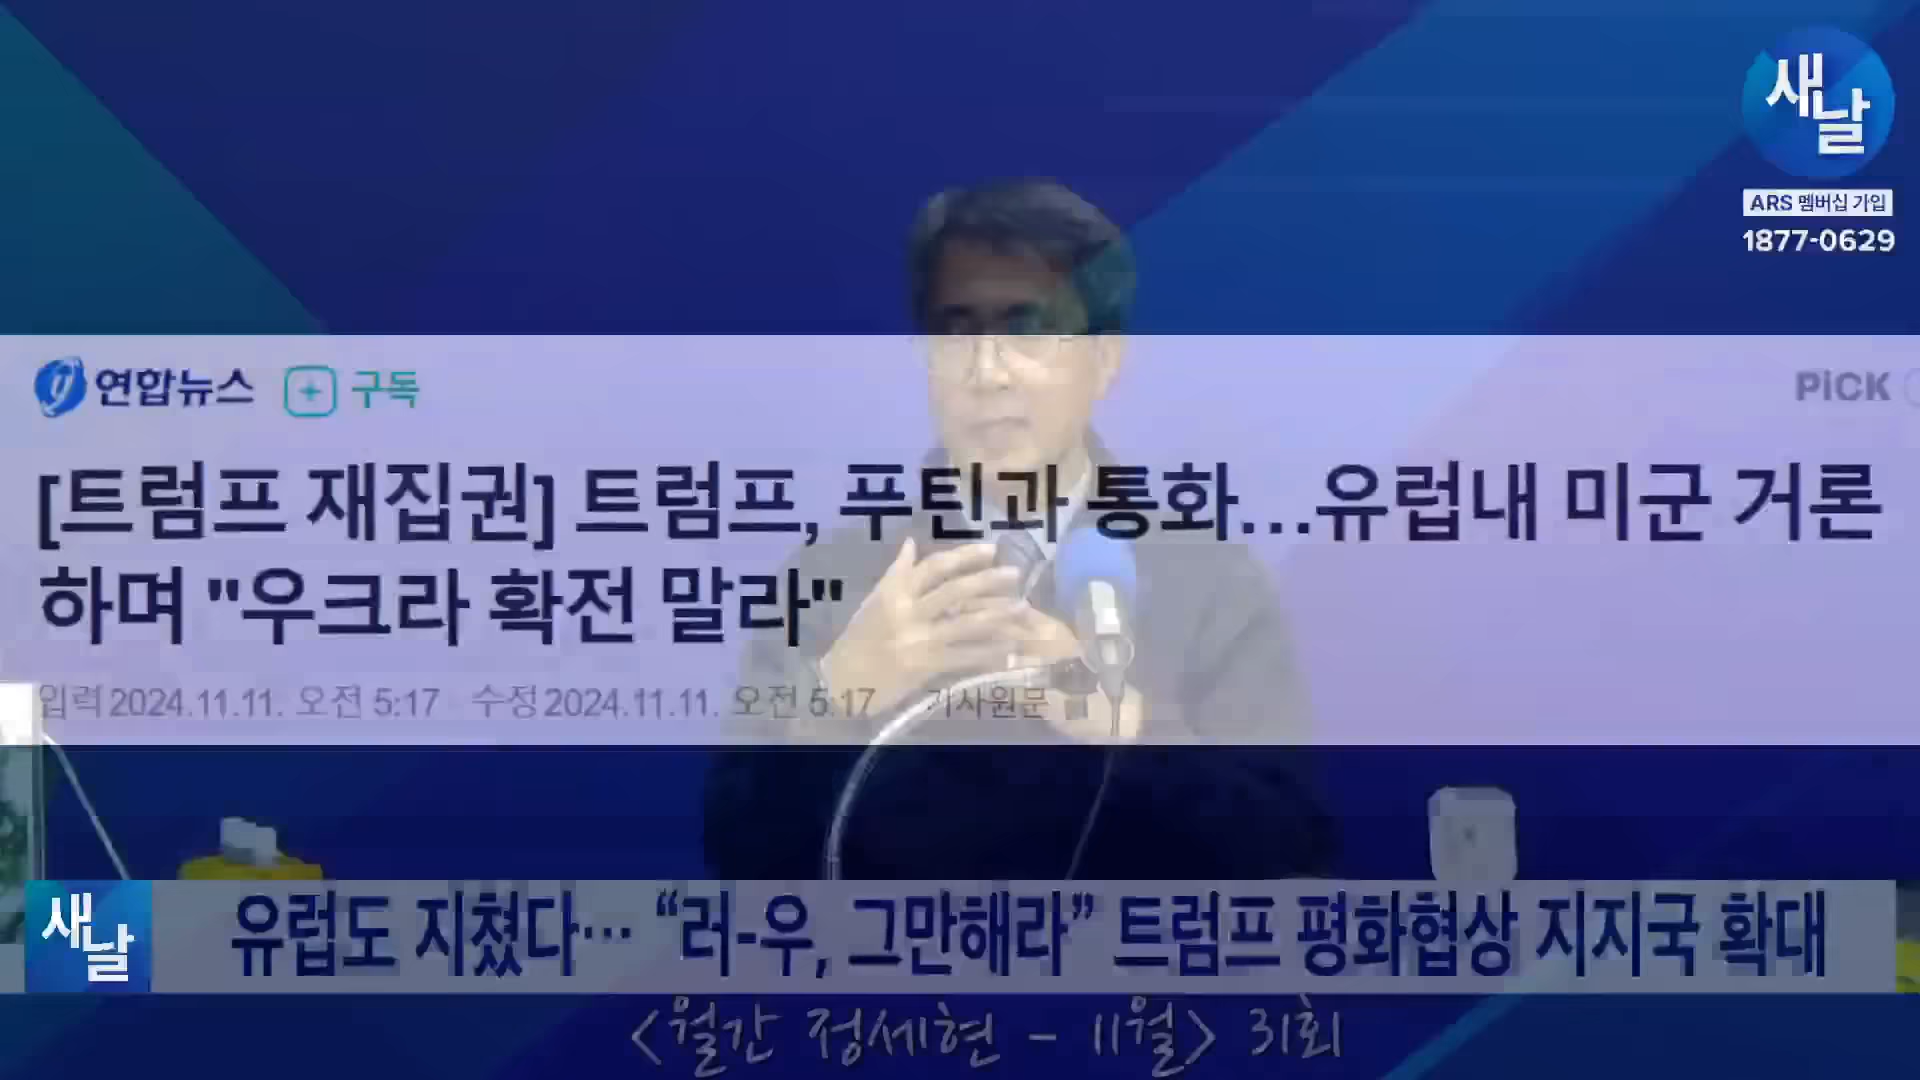 새날
ARS 멤버십 가입
1877-0629
연합뉴스 구독
PiCK
[트럼프 재집권] 트럼프, 푸틴과 통화...유럽내 미군 거론
하며 "우크라 확전 말라"
입력 2024.11.11. 오전 5:17 수정 2024.11.11. 오전 5:17 기사원문
새날
유럽도 지쳤다… “러-우, 그만해라” 트럼프 평화협상 지지국 확대
<월간 정세현 - 11월> 31회